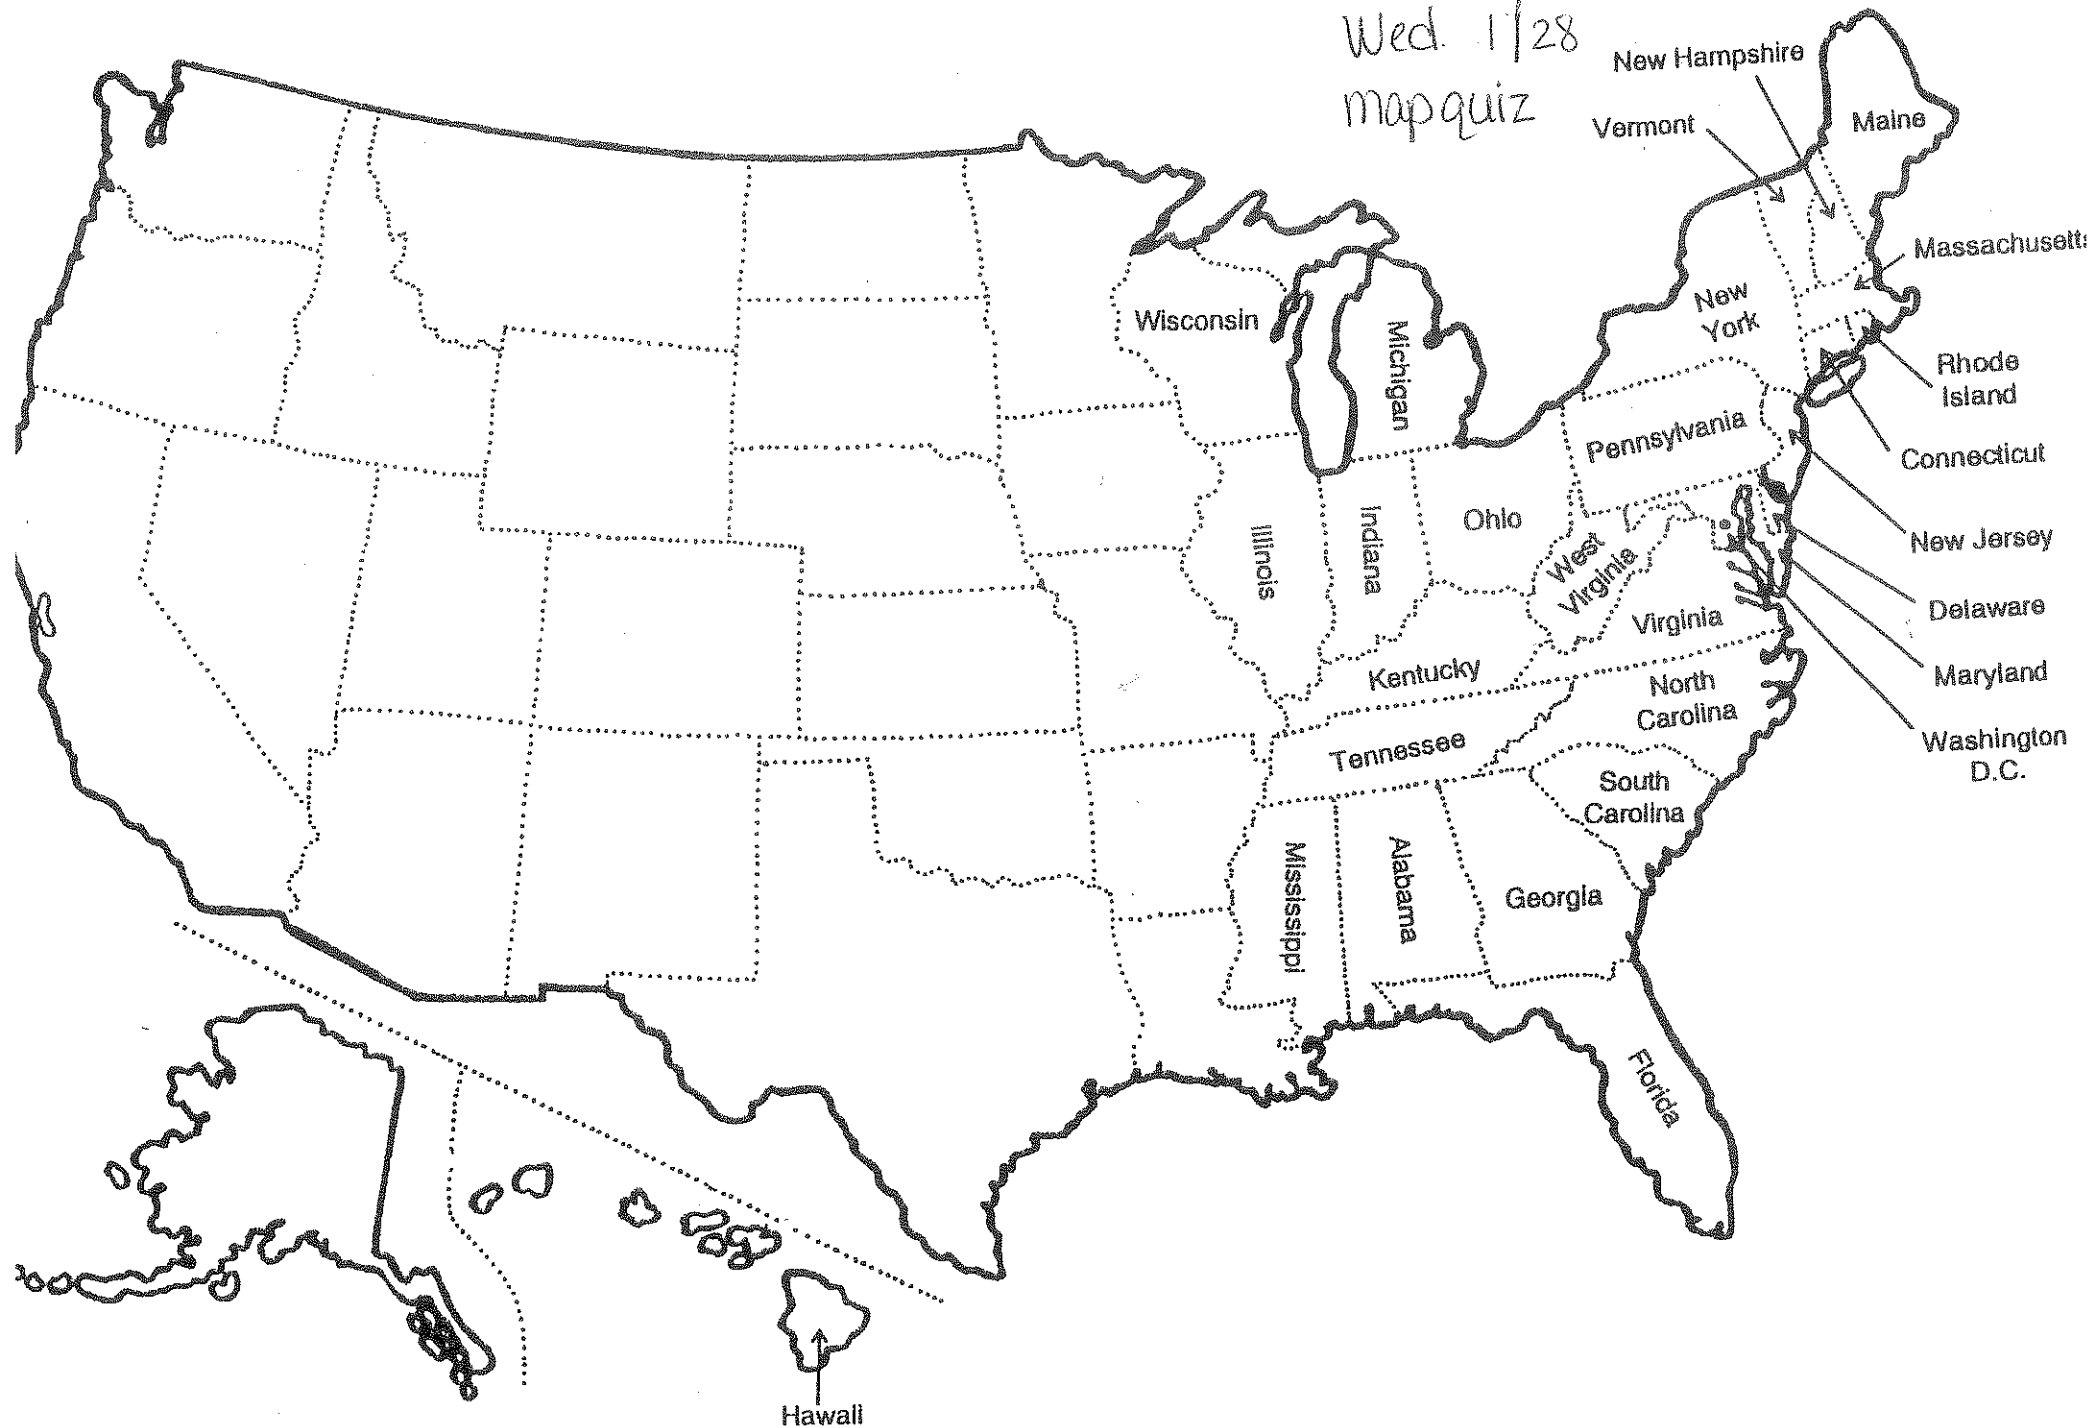 Wed. 1/28
map quiz
New Hampshire
Vermont
Maine
Massachusetts
New
York
Wisconsin
Michigan
Rhode
Island
Pennsylvania
Connecticut
Ohio
Indiana
Illinois
West
Virginia
New Jersey
Delaware
Virginia
Maryland
Kentucky
North
Carolina
Washington
D.C.
Tennessee
South
Carolina
Mississippi
Alabama
Georgia
Florida
Hawaii